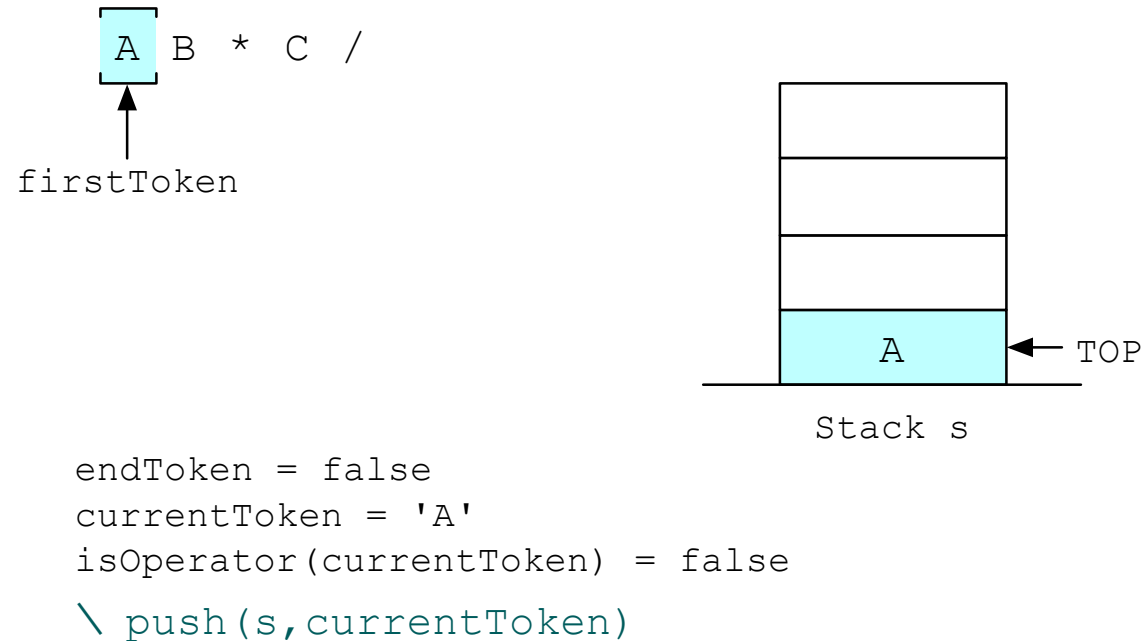 A B * C /
firstToken
A
TOP
Stack s
endToken = false
currentToken = 'A'
isOperator(currentToken) = false
\ push(s,currentToken)